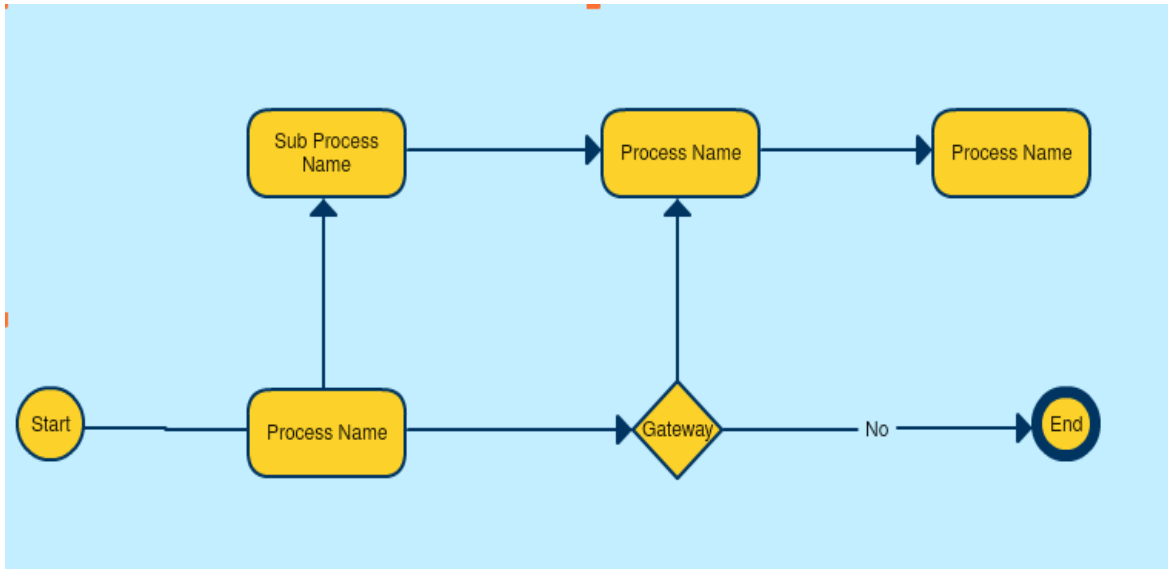 Sub Process
Name
Process Name
Process Name
Start
Process Name
Gateway
No
End